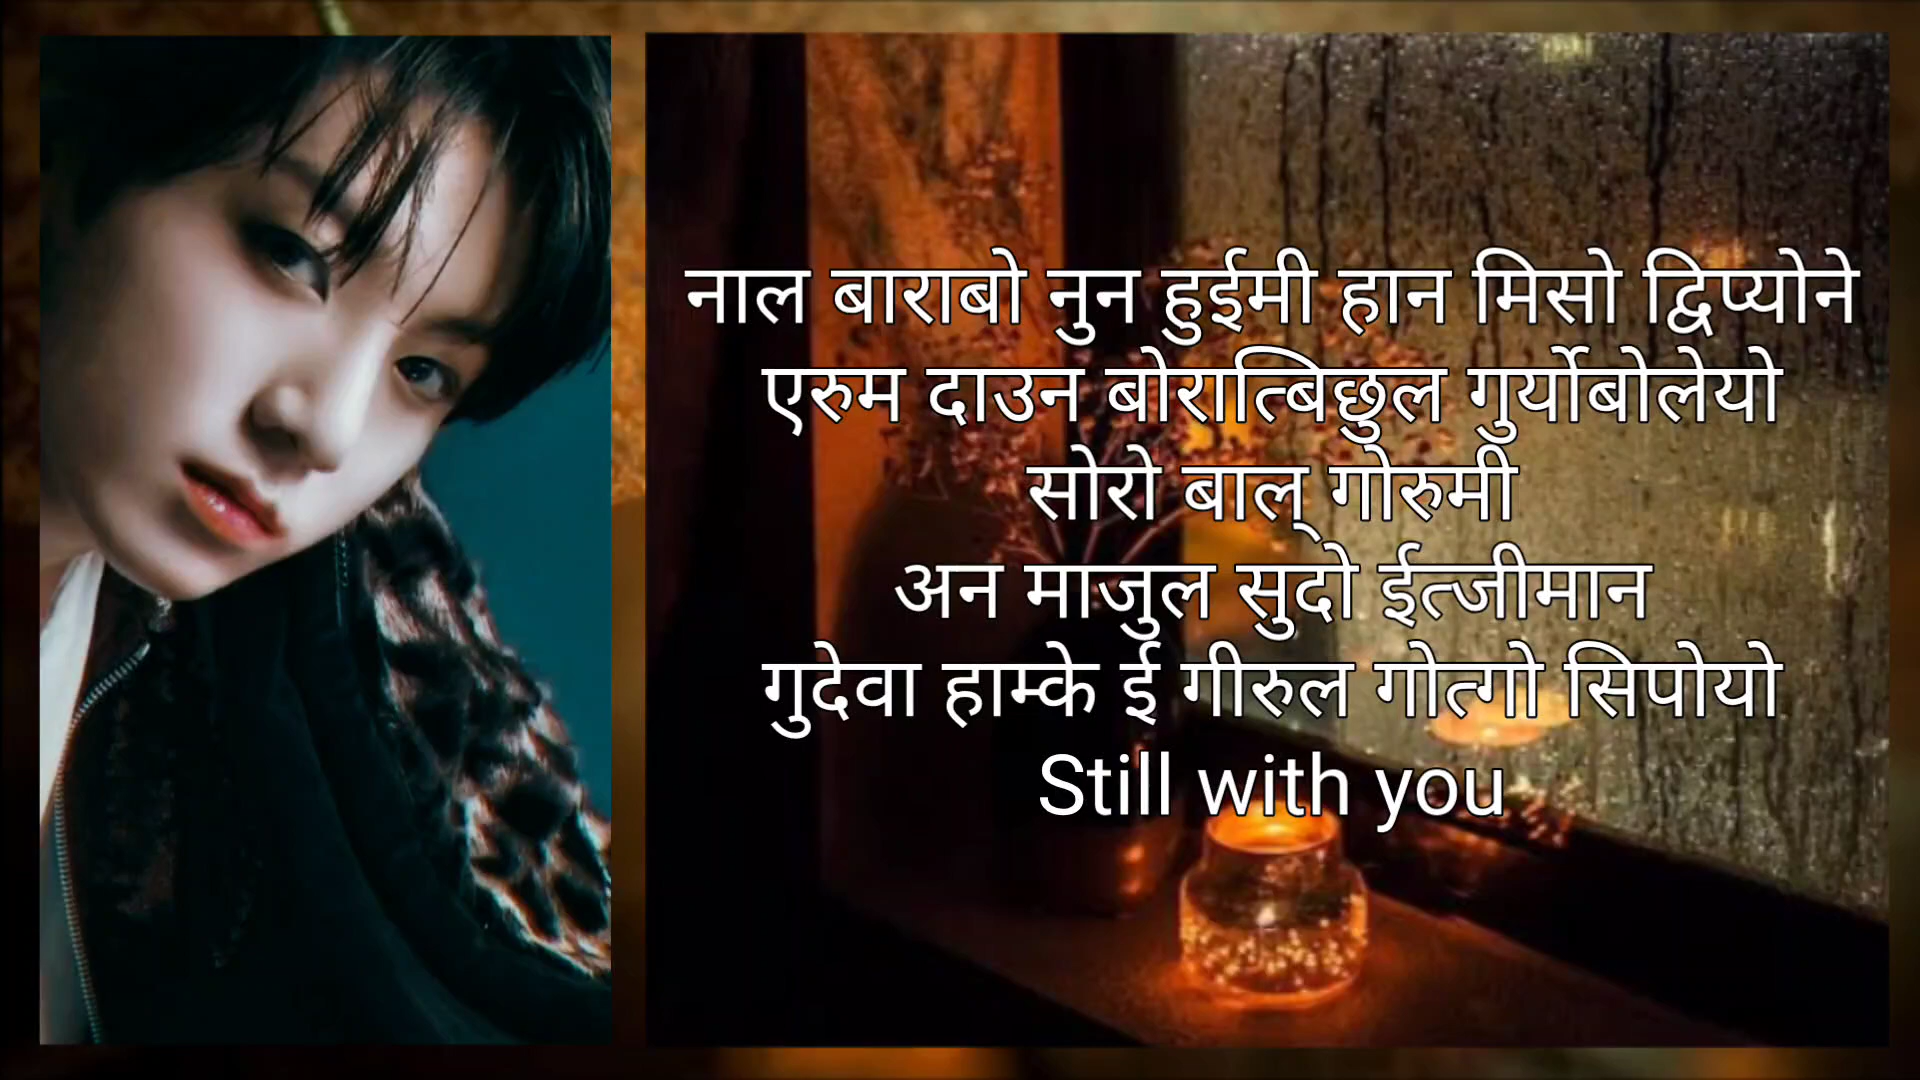 नाल बाराबो नुन हुईमी हान मिसो द्विप्योने
एरुम दाउन बोरात्बिछुल गुर्योबोलेयो
सोरो बाल् गोरुमी
अन माजुल सुदो ईत्जीमान
गुदेवा हाम्के ई गीरुल गोत्गो सिपोयो
Still with you